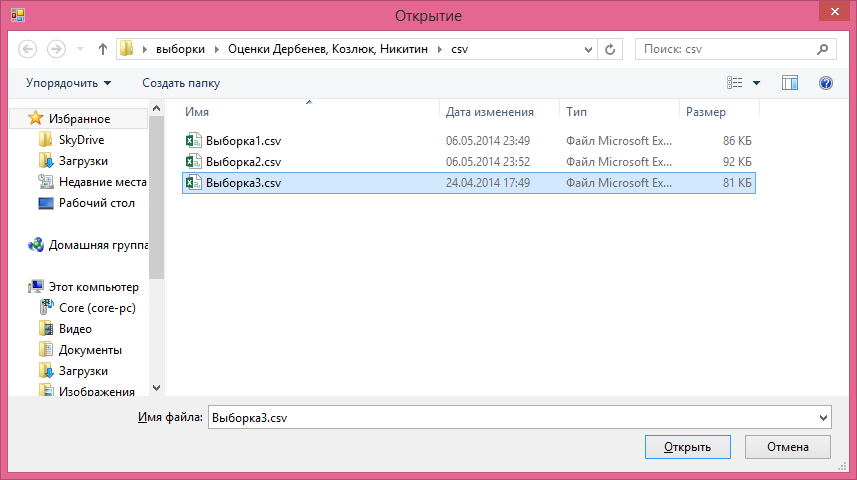 Открытие
выборки Оценки Дербенев, Козлюк, Никитин csv Поиск: csv
Упорядочить Создать папку
Избранное
SkyDrive
Загрузки
Недавние места
Рабочий стол
Домашняя группа
Этот компьютер
Core (core-pc)
Видео
Документы
Загрузки
Изображения
Имя Дата изменения Тип Размер
Выборка1.csv 06.05.2014 23:49 Файл Microsoft Ex... 86 КБ
Выборка2.csv 06.05.2014 23:52 Файл Microsoft Ex... 92 КБ
Выборка3.csv 24.04.2014 17:49 Файл Microsoft Ex... 81 КБ
Имя файла: Выборка3.csv
Открыть Отмена